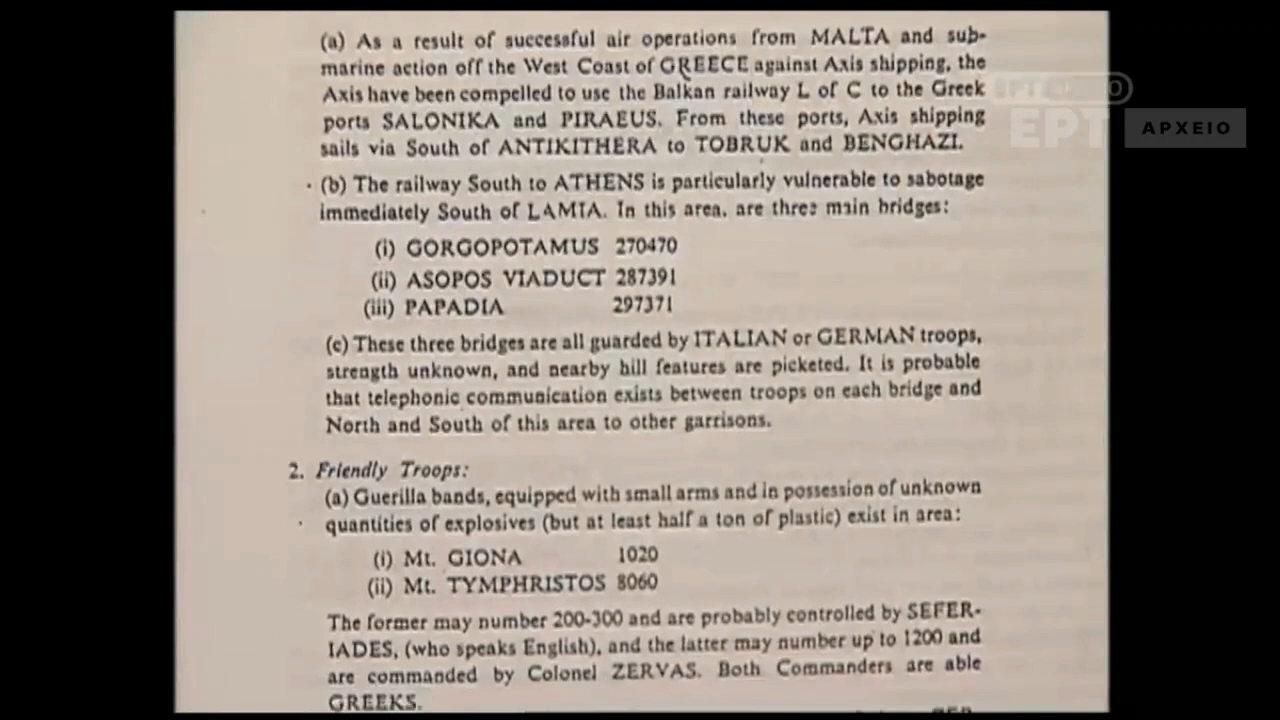 (a) As a result of successful air operations from MALTA and sub-
marine action off the West Coast of GREECE against Axis shipping, the
Axis have been compelled to use the Balkan railway L of C to the Greek
ports SALONIKA and PIRAEUS. From these ports, Axis shipping
sails via South of ANTIKITHERA to TOBRUK and BENGHAZI.
ΕΡΤ ΑΡΧΕΙΟ
(b) The railway South to ATHENS is particularly vulnerable to sabotage
immediately South of LAMIA. In this area, are three main bridges:
(i) GORGOPOTAMUS 270470
(ii) ASOPOS VIADUCT 287391
(iii) PAPADIA 297371
(c) These three bridges are all guarded by ITALIAN or GERMAN troops,
strength unknown, and nearby hill features are picketed. It is probable
that telephonic communication exists between troops on each bridge and
North and South of this area to other garrisons.
2. Friendly Troops:
(a) Guerilla bands, equipped with small arms and in possession of unknown
quantities of explosives (but at least half a ton of plastic) exist in area:
(i) Mt. GIONA 1020
(ii) Mt. TYMPHRISTOS 8060
The former may number 200-300 and are probably controlled by SEFER-
IADES, (who speaks English), and the latter may number up to 1200 and
are commanded by Colonel ZERVAS. Both Commanders are able
GREEKS.